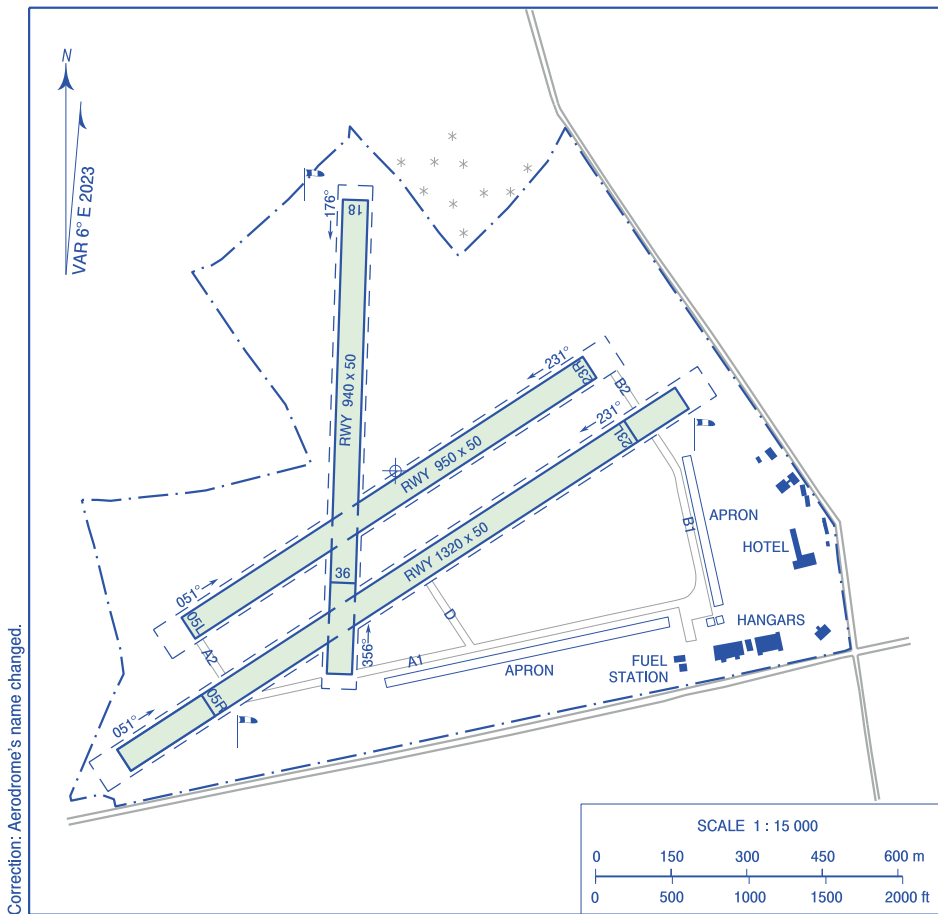 N
VAR 6° E 2023
176°
18
RWY 940 x 50
231°
23R
B2
231°
23L
RWY 950 x 50
RWY 1320 x 50
B1
APRON
HOTEL
36
051°
05L
A2
D
356°
A1
APRON
HANGARS
FUEL
STATION
051°
05R
Correction: Aerodrome's name changed.
SCALE 1 : 15 000
0 150 300 450 600 m
0 500 1000 1500 2000 ft